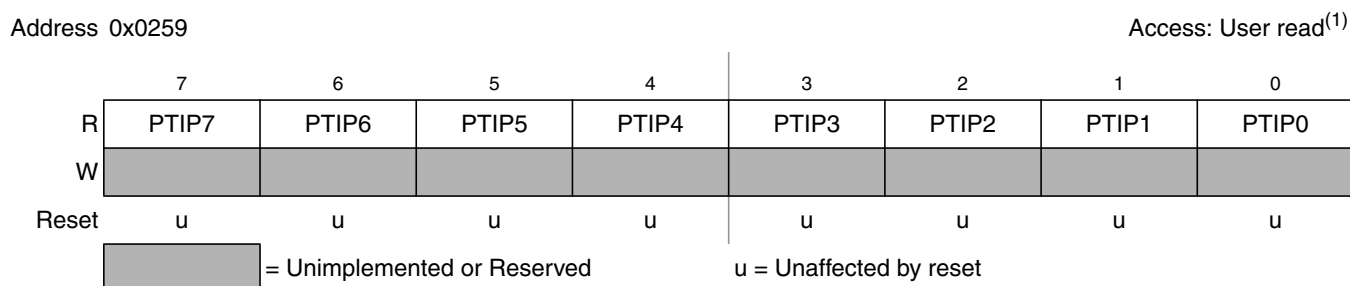 Address 0x0259 Access: User read(1)
7 6 5 4 3 2 1 0
R PTIP7 PTIP6 PTIP5 PTIP4 PTIP3 PTIP2 PTIP1 PTIP0
W
Reset u u u u u u u u
= Unimplemented or Reserved u = Unaffected by reset